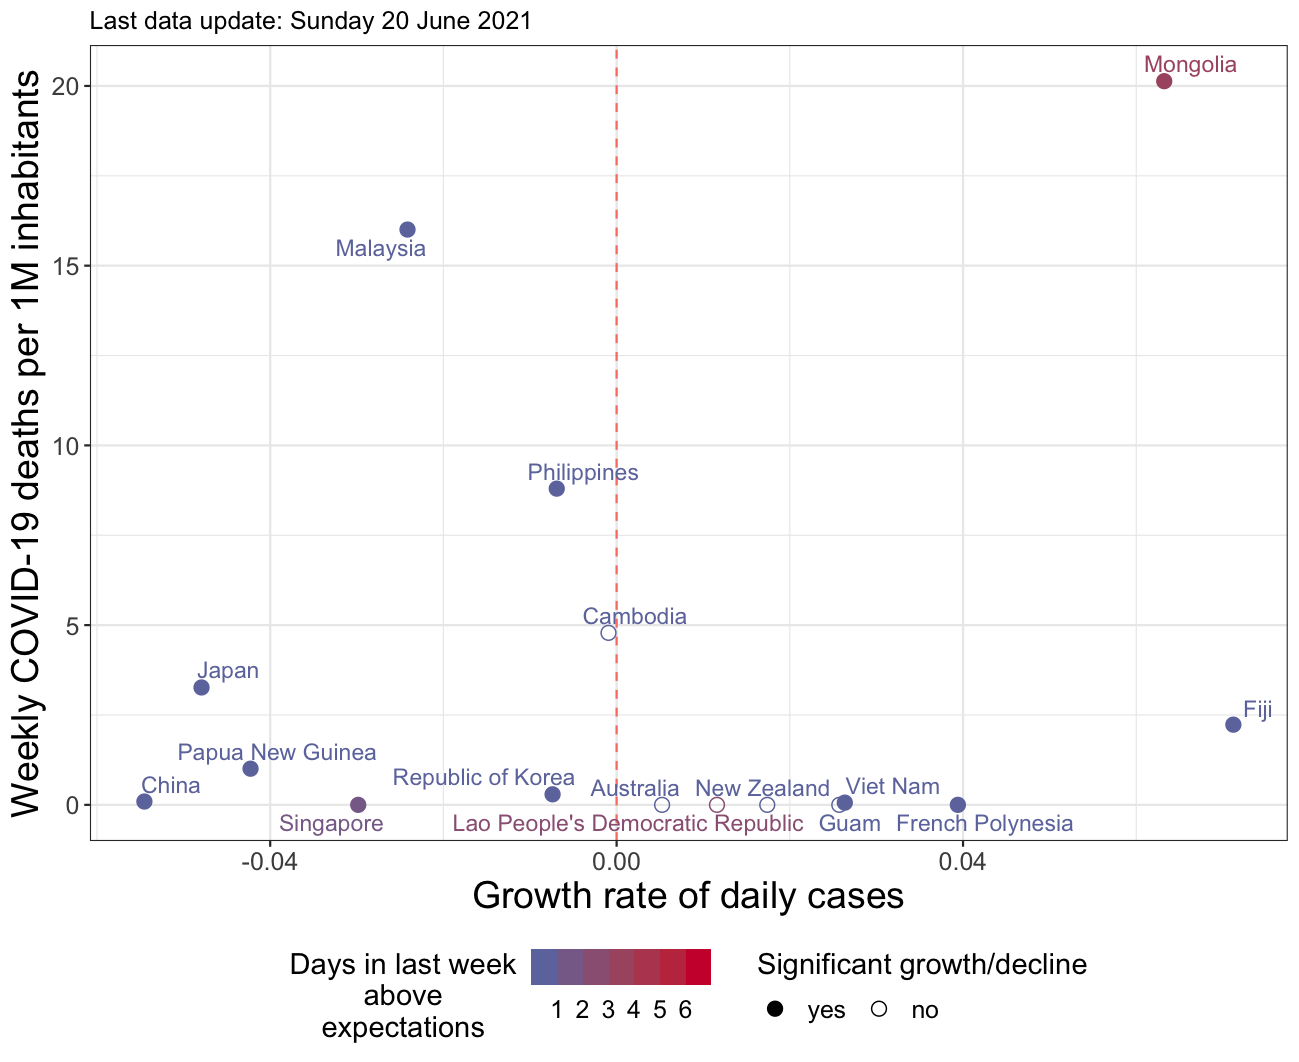 Last data update: Sunday 20 June 2021
Weekly COVID-19 deaths per 1M inhabitants
20
15
10
5
0
Mongolia
Malaysia
Philippines
Cambodia
Japan
Fiji
Papua New Guinea
Republic of Korea
China
Australia
New Zealand
Viet Nam
Singapore
Lao People's Democratic Republic
Guam
French Polynesia
-0.04
0.00
0.04
Growth rate of daily cases
Days in last week
above
expectations
1 2 3 4 5 6
Significant growth/decline
yes
no